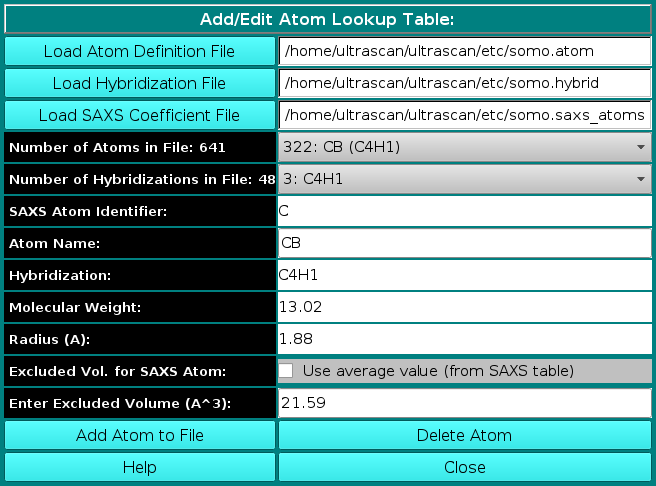 Add/Edit Atom Lookup Table:
Load Atom Definition File /home/ultrascan/ultrascan/etc/somo.atom
Load Hybridization File /home/ultrascan/ultrascan/etc/somo.hybrid
Load SAXS Coefficient File /home/ultrascan/ultrascan/etc/somo.saxs_atoms
Number of Atoms in File: 641 322: CB (C4H1)
Number of Hybridizations in File: 48 3: C4H1
SAXS Atom Identifier: C
Atom Name: CB
Hybridization: C4H1
Molecular Weight: 13.02
Radius (A): 1.88
Excluded Vol. for SAXS Atom: Use average value (from SAXS table)
Enter Excluded Volume (A^3): 21.59
Add Atom to File Delete Atom
Help Close